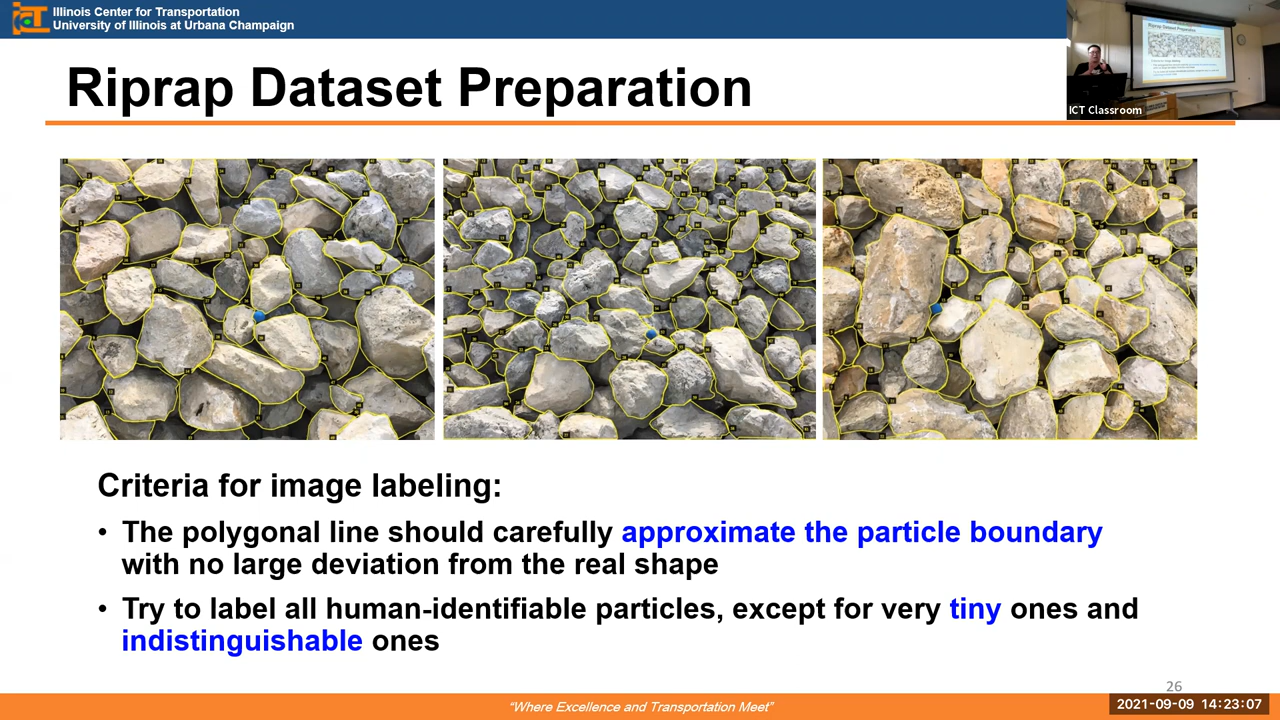 Illinois Center for Transportation
University of Illinois at Urbana Champaign
Riprap Dataset Preparation
Riprap Dataset Preparation
ICT Classroom
Criteria for image labeling:
• The polygonal line should carefully approximate the particle boundary
with no large deviation from the real shape
• Try to label all human-identifiable particles, except for very tiny ones and
indistinguishable ones
26
“Where Excellence and Transportation Meet”
2021-09-09 14:23:07